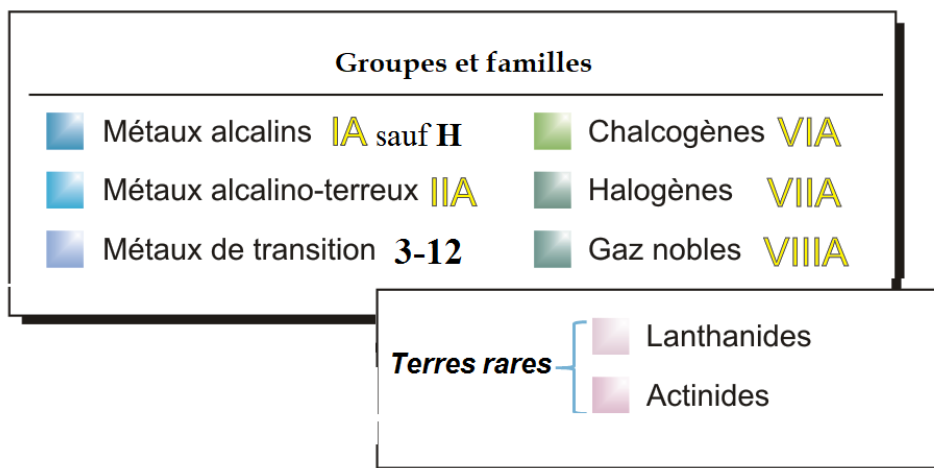 Groupes et familles
Métaux alcalins IA sauf H
Chalcogènes VIA
Métaux alcalino-terreux IIA
Halogènes VIIA
Métaux de transition 3-12
Gaz nobles VIIIA
Lanthanides
Terres rares
Actinides